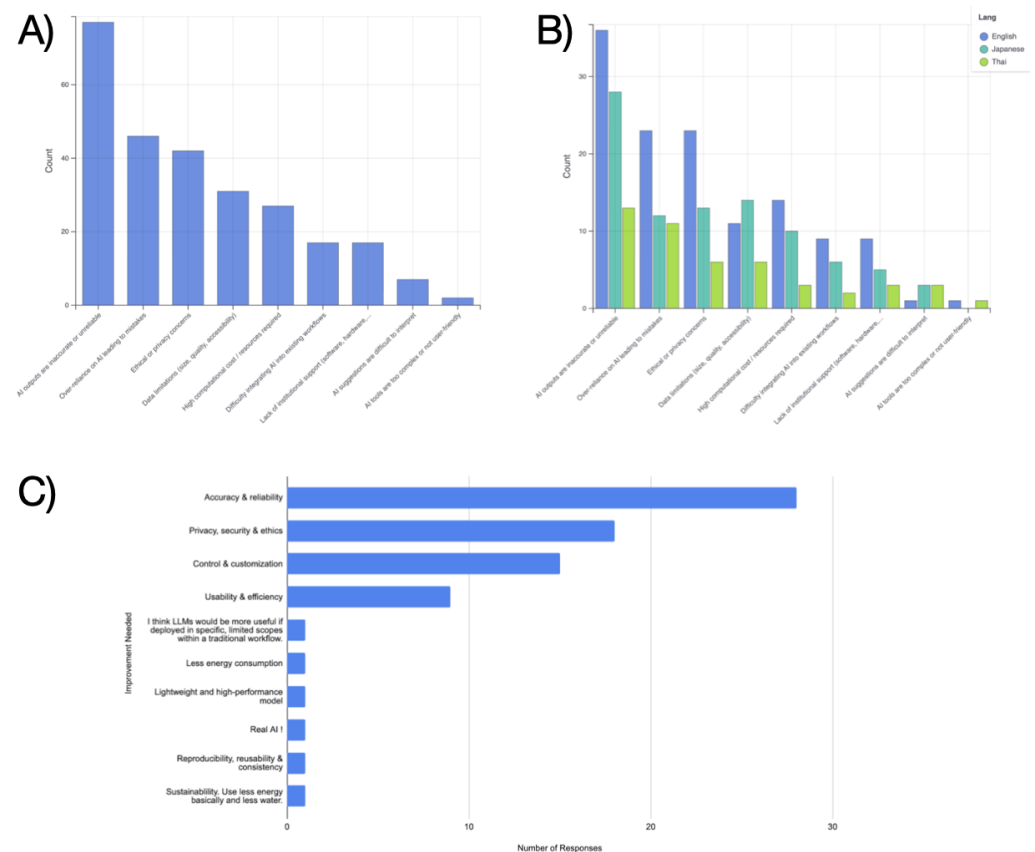 A)
Count
60
40
20
0
AI outputs are inaccurate or unreliable
Over-reliance on AI leading to mistakes
Ethical or privacy concerns
Data limitations (size, quality, accessibility)
High computational cost / resources required
Difficulty integrating AI into existing workflows
Lack of institutional support (software, hardware,...
AI suggestions are difficult to interpret
AI tools are too complex or not user-friendly
B)
Lang
English
Japanese
Thai
Count
30
20
10
0
AI outputs are inaccurate or unreliable
Over-reliance on AI leading to mistakes
Ethical or privacy concerns
Data limitations (size, quality, accessibility)
High computational cost / resources required
Difficulty integrating AI into existing workflows
Lack of institutional support (software, hardware,...
AI suggestions are difficult to interpret
AI tools are too complex or not user-friendly
C)
Improvement Needed
Accuracy & reliability
Privacy, security & ethics
Control & customization
Usability & efficiency
I think LLMs would be more useful if
deployed in specific, limited scopes
within a traditional workflow.
Less energy consumption
Lightweight and high-performance
model
Real AI !
Reproducibility, reusability &
consistency
Sustainablility. Use less energy
basically and less water.
0
10
20
30
Number of Responses